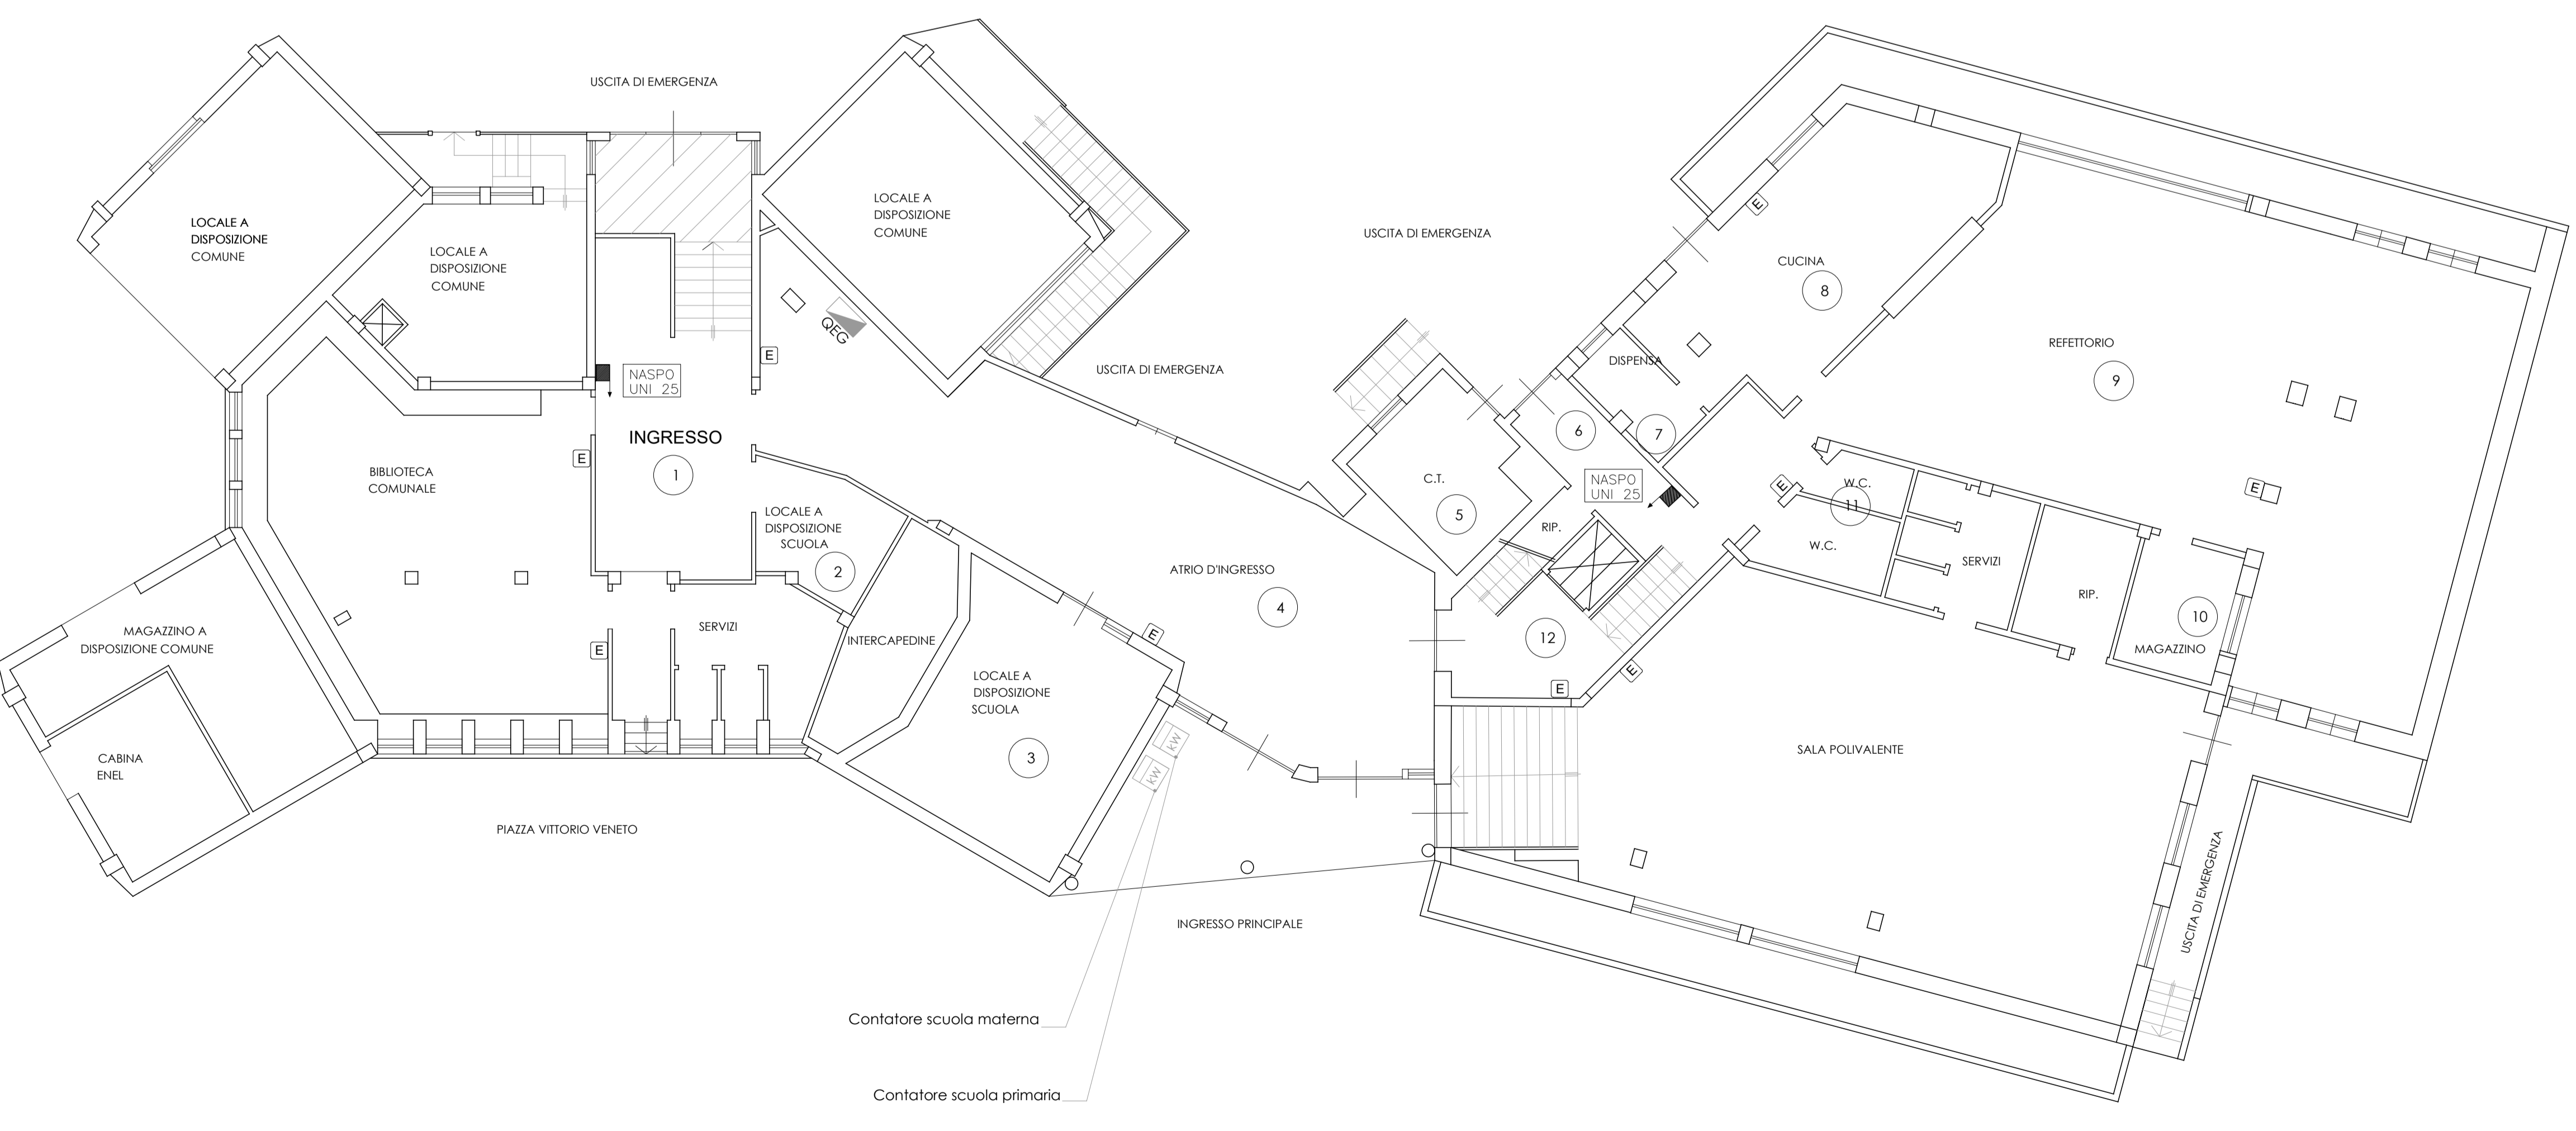 USCITA DI EMERGENZA
LOCALE A
DISPOSIZIONE
COMUNE
LOCALE A
DISPOSIZIONE
COMUNE
LOCALE A
DISPOSIZIONE
COMUNE
QEG
E
NASPO
UNI 25
INGRESSO
1
E
BIBLIOTECA
COMUNALE
LOCALE A
DISPOSIZIONE
SCUOLA
2
E
SERVIZI
INTERCAPEDINE
MAGAZZINO A
DISPOSIZIONE COMUNE
CABINA
ENEL
PIAZZA VITTORIO VENETO
LOCALE A
DISPOSIZIONE
SCUOLA
3
E
ATRIO D'INGRESSO
4
kW
kW
INGRESSO PRINCIPALE
Contatore scuola materna
Contatore scuola primaria
USCITA DI EMERGENZA
USCITA DI EMERGENZA
C.T.
5
6
NASPO
UNI 25
RIP.
12
E
E
E
CUCINA
8
DISPENSA
7
REFETTORIO
9
E
E
W.C.
11
W.C.
SERVIZI
RIP.
10
MAGAZZINO
SALA POLIVALENTE
USCITA DI EMERGENZA